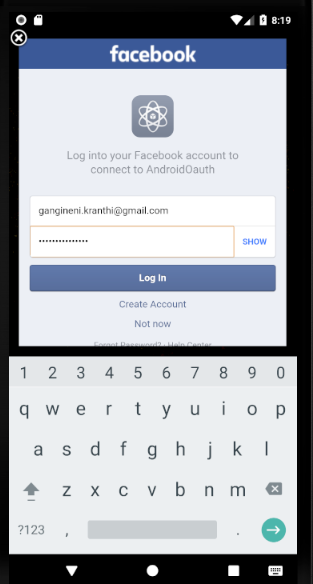 8:19
facebook
Log into your Facebook account to
connect to AndroidOauth
gangineni.kranthi@gmail.com
•••••••••••••••
SHOW
Log In
Create Account
Not now
Forgot Password? · Help Center
1 2 3 4 5 6 7 8 9 0
q w e r t y u i o p
a s d f g h j k l
z x c v b n m
?123 , .